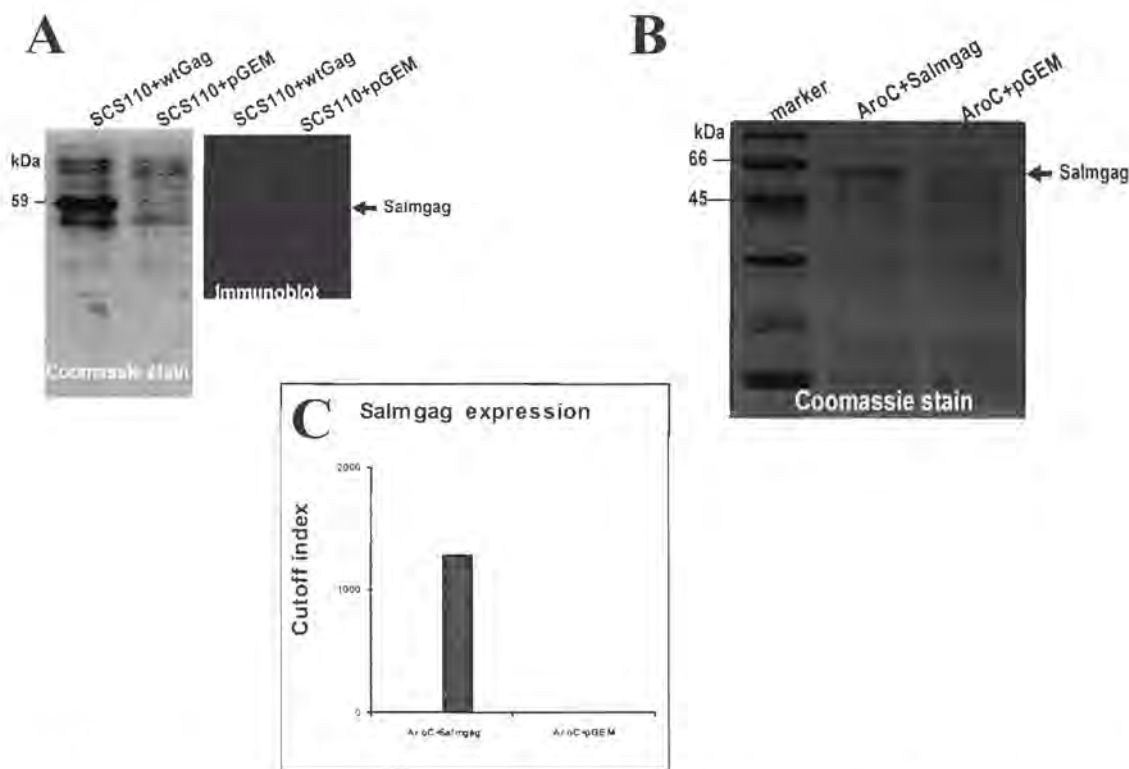 A
SCS110+wtGag
SCS110+pGEM
SCS110+wtGag
SCS110+pGEM
kDa
59
Salmgag
Immunoblot
Coomassie stain
B
marker
AroC+Salmgag
AroC+pGEM
kDa
66
45
Salmgag
Coomassie stain
C
Salmgag expression
Cutoff index
2000
1000
0
AroC+Salmgag
AroC+pGEM